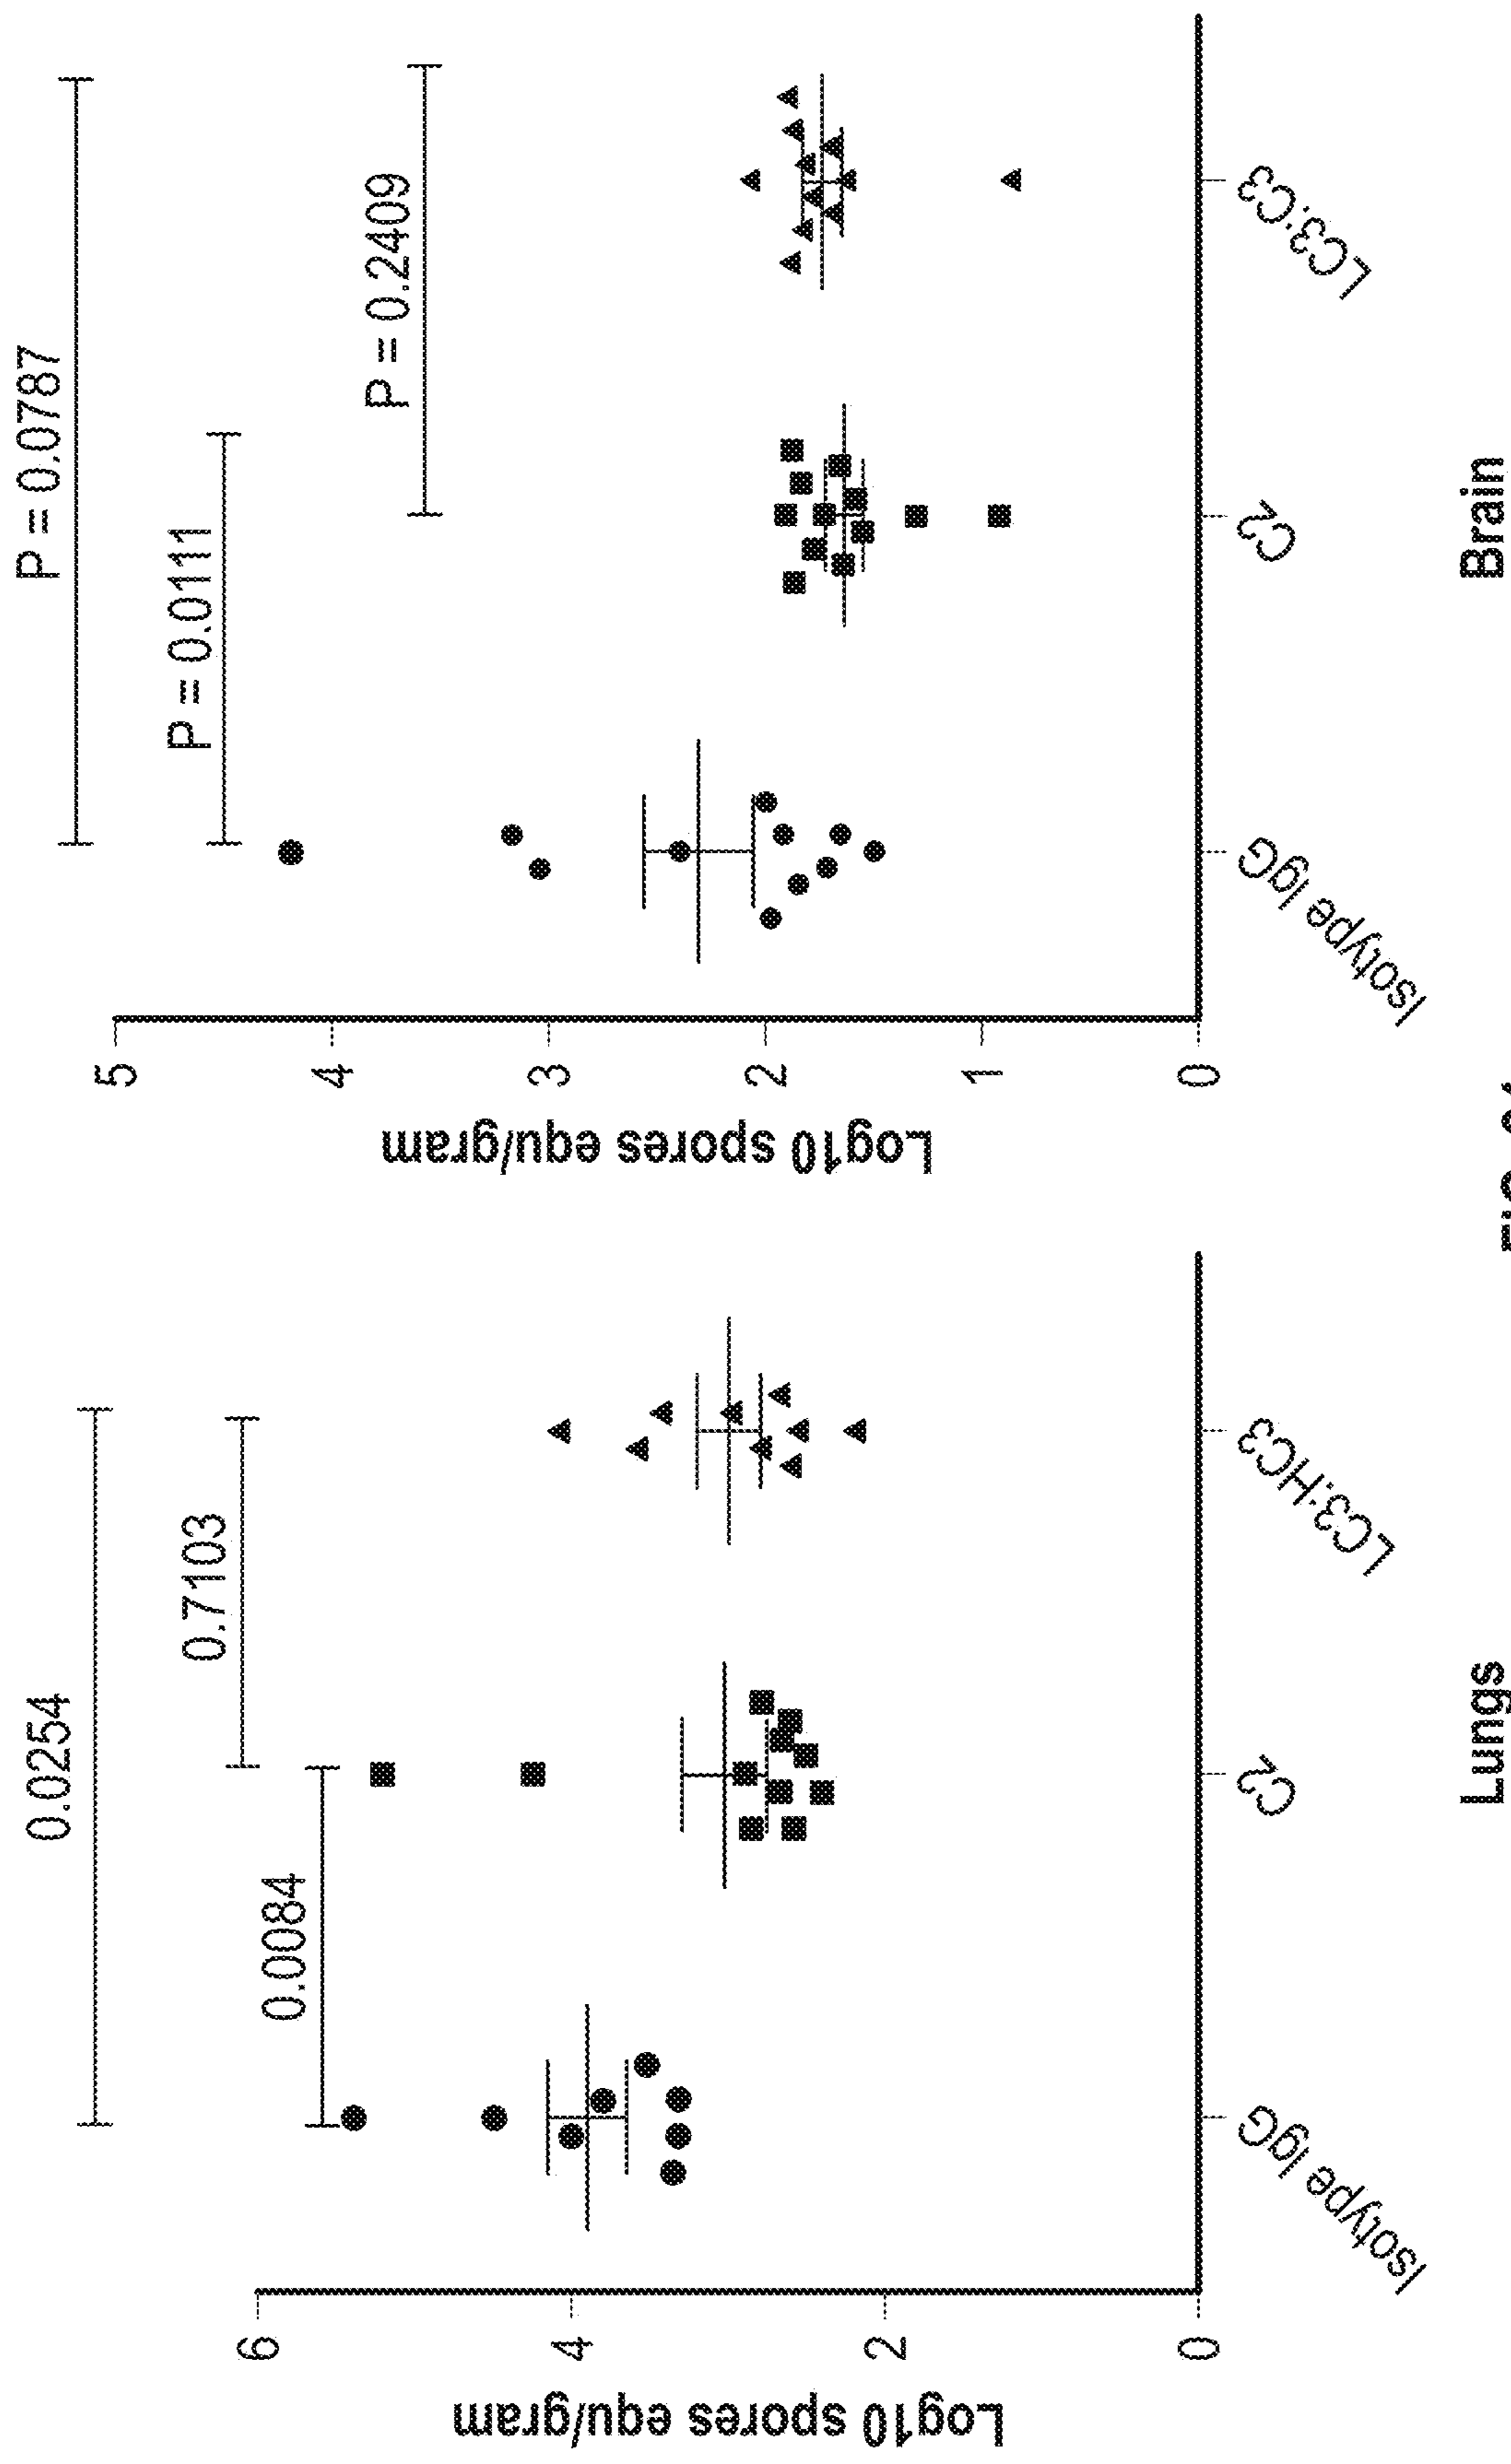 0.0254
0.7103
0.0084
Log10 spores equ/gram
6
4
2
0
Isotype IgG
C2
LC3:HC3
Lungs
P = 0.0787
P = 0.0111
P = 0.2409
Log10 spores equ/gram
5
4
3
2
1
0
Isotype IgG
C2
LC3:C3
Brain